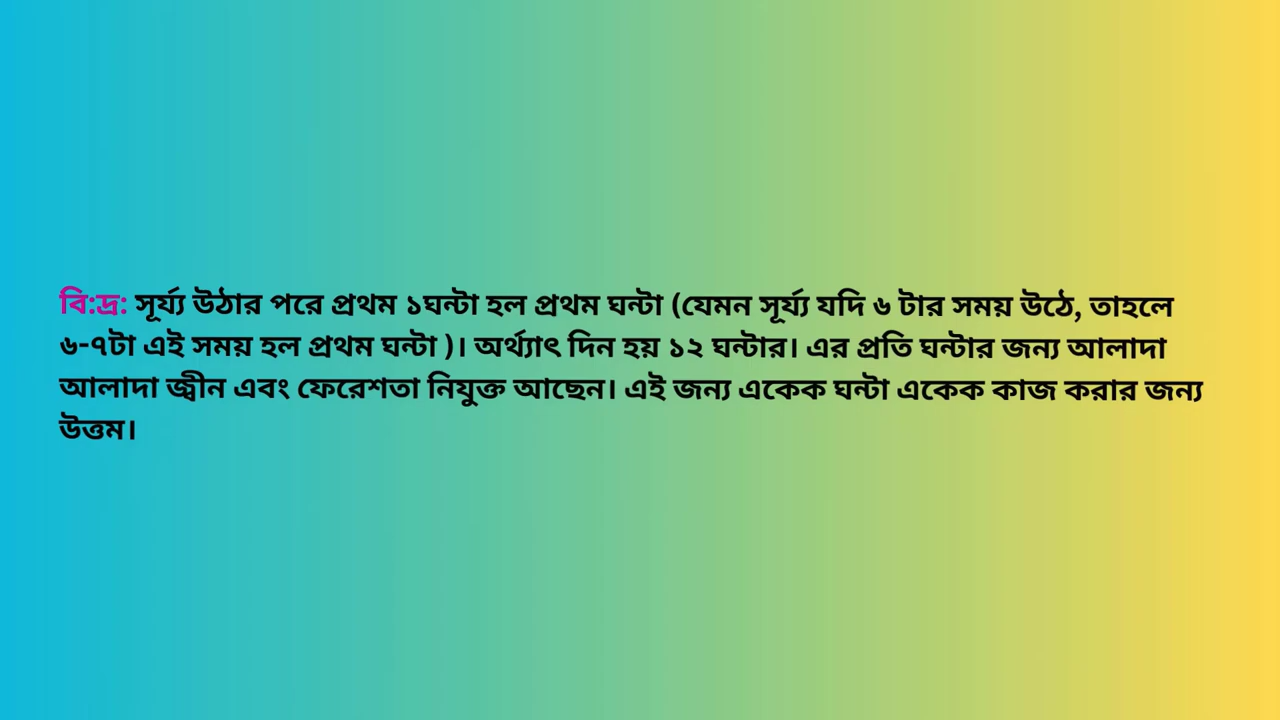 বি:দ্র: সূর্য্য উঠার পরে প্রথম ১ঘন্টা হল প্রথম ঘন্টা (যেমন সূর্য্য যদি ৬ টার সময় উঠে, তাহলে
৬-৭টা এই সময় হল প্রথম ঘন্টা )। অর্থ্যাৎ দিন হয় ১২ ঘন্টার। এর প্রতি ঘন্টার জন্য আলাদা
আলাদা জ্বীন এবং ফেরেশতা নিযুক্ত আছেন। এই জন্য একেক ঘন্টা একেক কাজ করার জন্য
উত্তম।